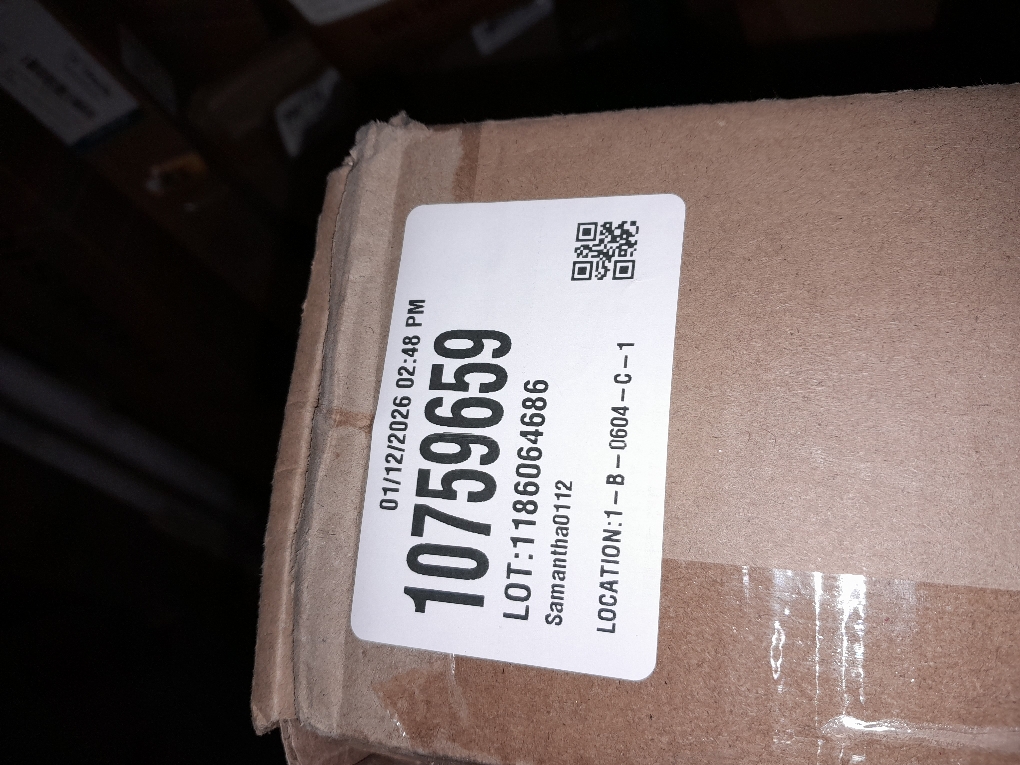 01/12/2026 02:48 PM
10759659
LOT:1186064686
Samantha0112
LOCATION:1-B-0604-C-1